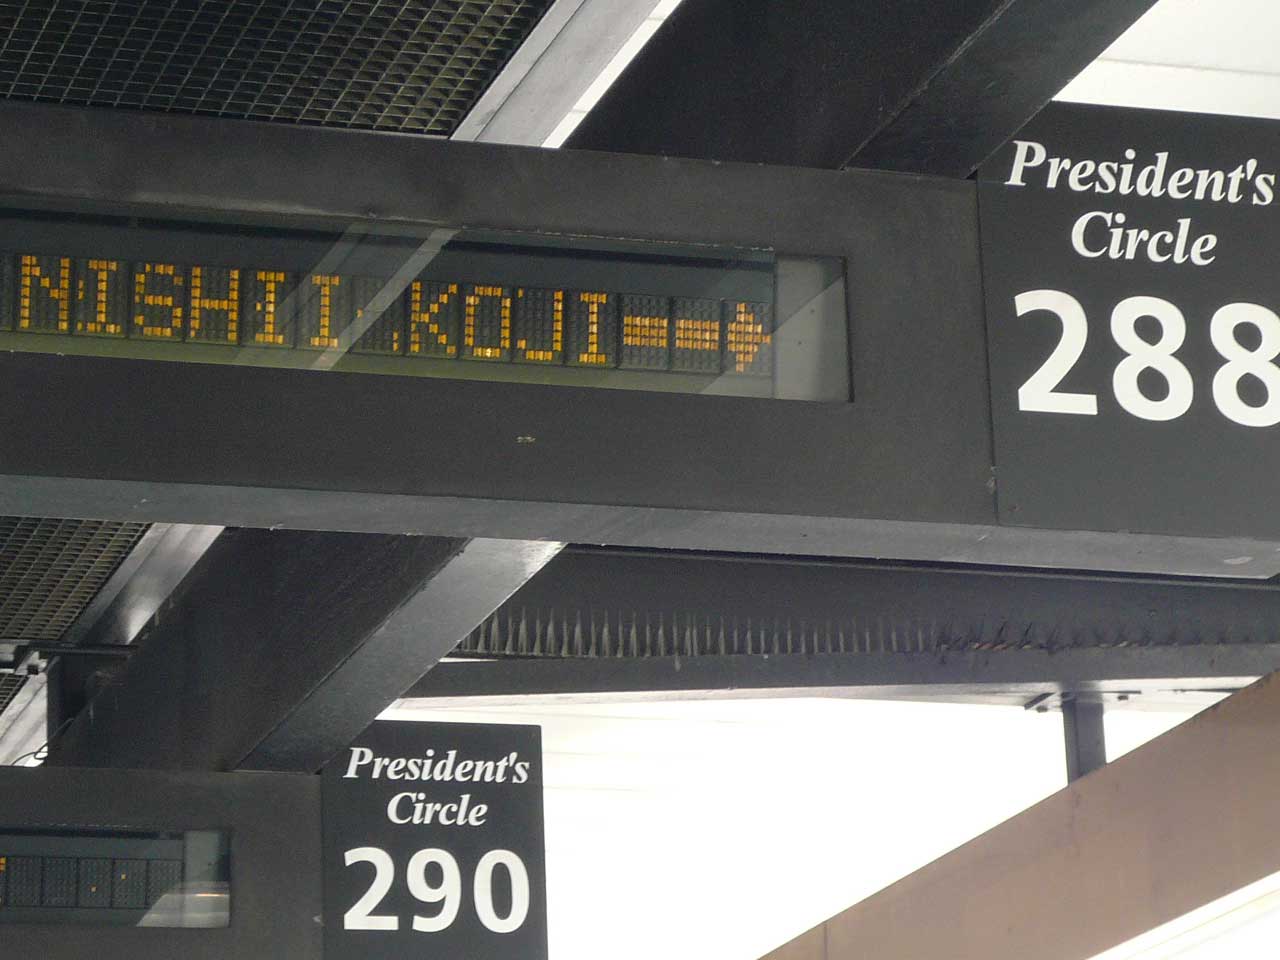 NISHII KOJI==→
President's
Circle
288
President's
Circle
290